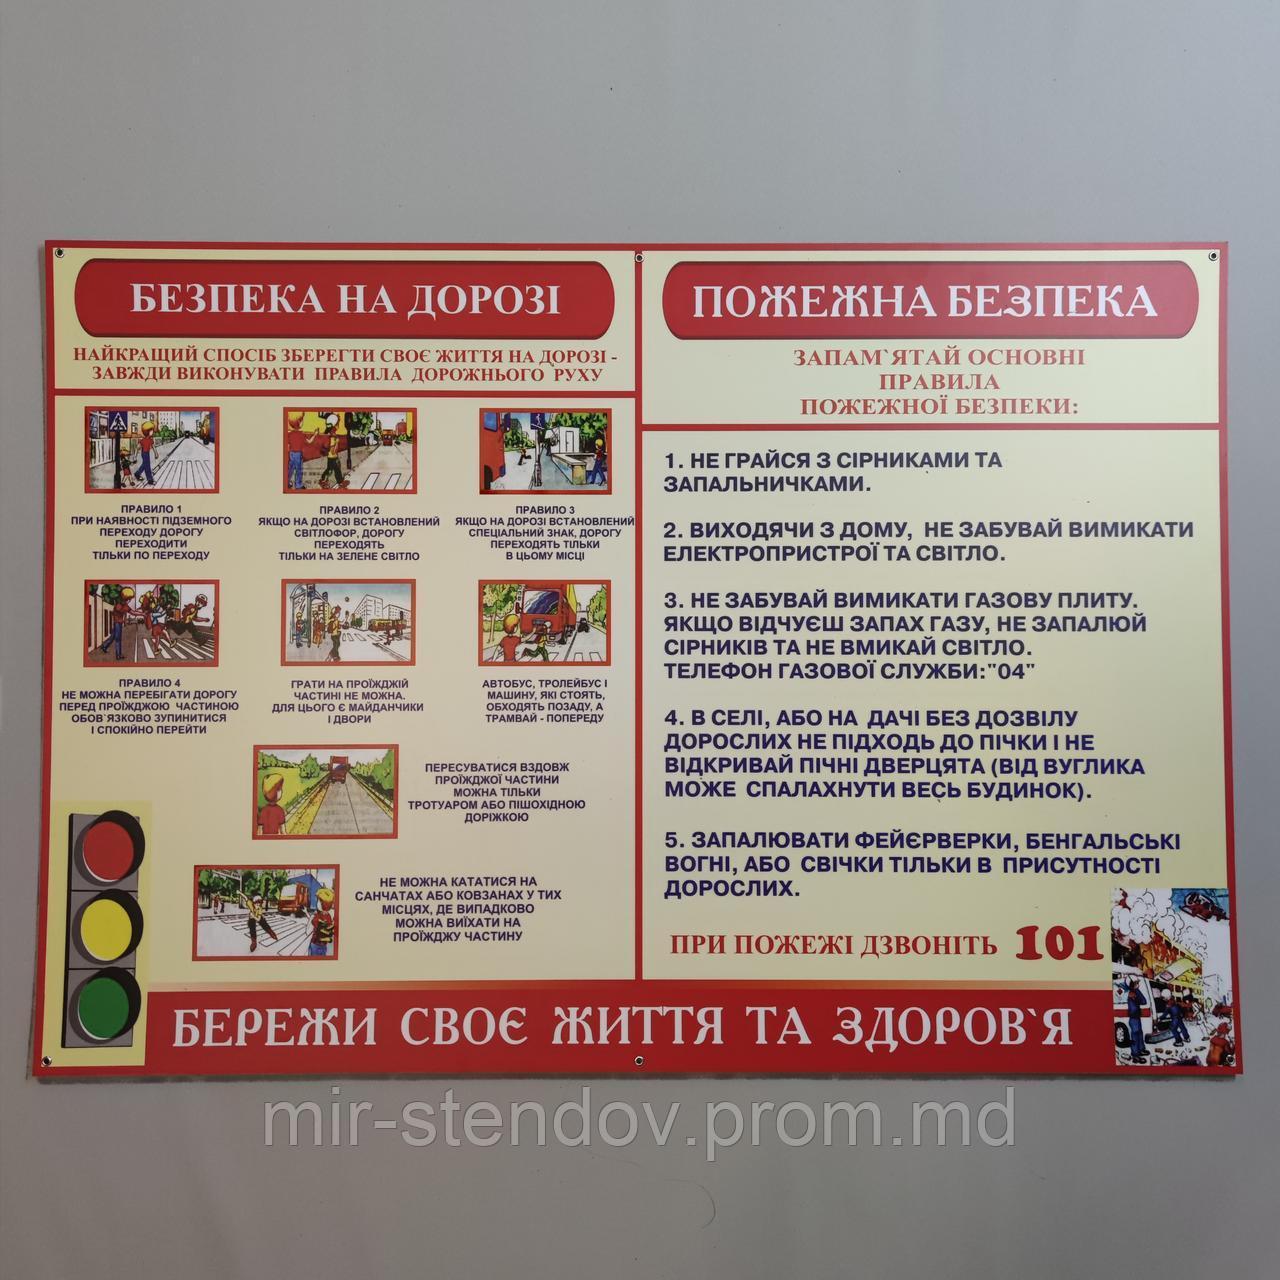 БЕЗПЕКА НА ДОРОЗІ
НАЙКРАЩИЙ СПОСІБ ЗБЕРЕГТИ СВОЄ ЖИТТЯ НА ДОРОЗІ -
ЗАВЖДИ ВИКОНУВАТИ ПРАВИЛА ДОРОЖНЬОГО РУХУ
ПРАВИЛО 1
ПРИ НАЯВНОСТІ ПІДЗЕМНОГО
ПЕРЕХОДУ ДОРОГУ
ПЕРЕХОДИТИ
ТІЛЬКИ ПО ПЕРЕХОДУ
ПРАВИЛО 2
ЯКЩО НА ДОРОЗІ ВСТАНОВЛЕНИЙ
СВІТЛОФОР, ДОРОГУ
ПЕРЕХОДЯТЬ
ТІЛЬКИ НА ЗЕЛЕНЕ СВІТЛО
ПРАВИЛО 3
ЯКЩО НА ДОРОЗІ ВСТАНОВЛЕНИЙ
СПЕЦІАЛЬНИЙ ЗНАК, ДОРОГУ
ПЕРЕХОДЯТЬ ТІЛЬКИ
В ЦЬОМУ МІСЦІ
ПРАВИЛО 4
НЕ МОЖНА ПЕРЕБІГАТИ ДОРОГУ
ПЕРЕД ПРОЇЖДЖОЮ ЧАСТИНОЮ
ОБОВ`ЯЗКОВО ЗУПИНИТИСЯ
І СПОКІЙНО ПЕРЕЙТИ
ГРАТИ НА ПРОЇЖДЖІЙ
ЧАСТИНІ НЕ МОЖНА.
ДЛЯ ЦЬОГО Є МАЙДАНЧИКИ
І ДВОРИ
АВТОБУС, ТРОЛЕЙБУС І
МАШИНУ, ЯКІ СТОЯТЬ,
ОБХОДЯТЬ ПОЗАДУ, А
ТРАМВАЙ - ПОПЕРЕДУ
ПЕРЕСУВАТИСЯ ВЗДОВЖ
ПРОЇЖДЖОЇ ЧАСТИНИ
МОЖНА ТІЛЬКИ
ТРОТУАРОМ АБО ПІШОХІДНОЮ
ДОРІЖКОЮ
НЕ МОЖНА КАТАТИСЯ НА
САНЧАТАХ АБО КОВЗАНАХ У ТИХ
МІСЦЯХ, ДЕ ВИПАДКОВО
МОЖНА ВИЇХАТИ НА
ПРОЇЖДЖУ ЧАСТИНУ
ПОЖЕЖНА БЕЗПЕКА
ЗАПАМ`ЯТАЙ ОСНОВНІ
ПРАВИЛА
ПОЖЕЖНОЇ БЕЗПЕКИ:
1. НЕ ГРАЙСЯ З СІРНИКАМИ ТА
ЗАПАЛЬНИЧКАМИ.
2. ВИХОДЯЧИ З ДОМУ, НЕ ЗАБУВАЙ ВИМИКАТИ
ЕЛЕКТРОПРИСТРОЇ ТА СВІТЛО.
3. НЕ ЗАБУВАЙ ВИМИКАТИ ГАЗОВУ ПЛИТУ.
ЯКЩО ВІДЧУЄШ ЗАПАХ ГАЗУ, НЕ ЗАПАЛЮЙ
СІРНИКІВ ТА НЕ ВМИКАЙ СВІТЛО.
ТЕЛЕФОН ГАЗОВОЇ СЛУЖБИ:"04"
4. В СЕЛІ, АБО НА ДАЧІ БЕЗ ДОЗВІЛУ
ДОРОСЛИХ НЕ ПІДХОДЬ ДО ПІЧКИ І НЕ
ВІДКРИВАЙ ПІЧНІ ДВЕРЦЯТА (ВІД ВУГЛИКА
МОЖЕ СПАЛАХНУТИ ВЕСЬ БУДИНОК).
5. ЗАПАЛЮВАТИ ФЕЙЄРВЕРКИ, БЕНГАЛЬСЬКІ
ВОГНІ, АБО СВІЧКИ ТІЛЬКИ В ПРИСУТНОСТІ
ДОРОСЛИХ.
ПРИ ПОЖЕЖІ ДЗВОНІТЬ 101
БЕРЕЖИ СВОЄ ЖИТТЯ ТА ЗДОРОВ`Я
mir-stendov.prom.md